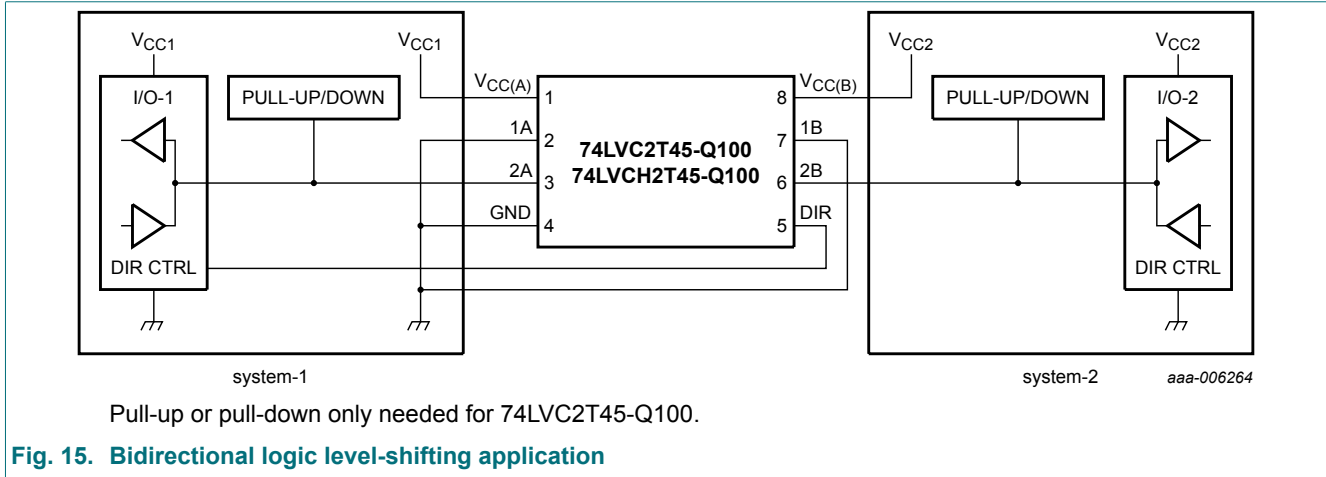 VCC1
VCC1
VCC2
VCC2
I/O-1
PULL-UP/DOWN
VCC(A)
1
8
VCC(B)
PULL-UP/DOWN
I/O-2
1A
2
74LVC2T45-Q100
7
1B
2A
3
74LVCH2T45-Q100
6
2B
GND
4
5
DIR
DIR CTRL
DIR CTRL
system-1
system-2
aaa-006264
Pull-up or pull-down only needed for 74LVC2T45-Q100.
Fig. 15. Bidirectional logic level-shifting application